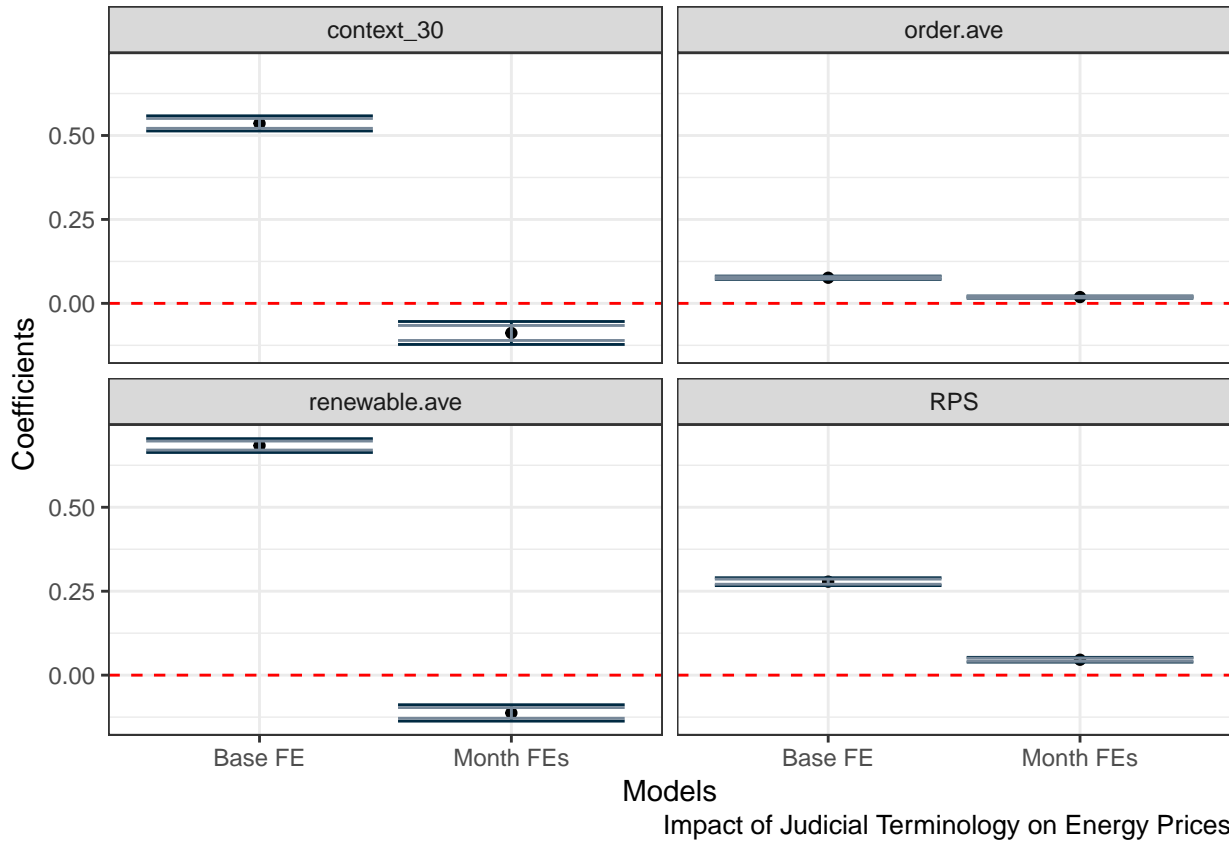 context_30
order.ave
0.50
0.25
0.00
renewable.ave
RPS
0.50
0.25
0.00
Coefficients
Base FE
Month FEs
Base FE
Month FEs
Models
Impact of Judicial Terminology on Energy Prices